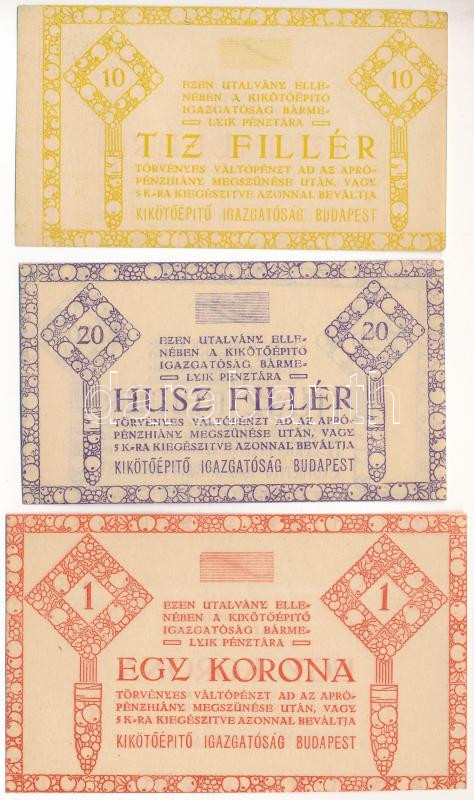 10
10
EZEN UTALVÁNY ELLE=
NÉBEN A KIKÖTŐÉPITŐ
IGAZGATÓSÁG BÁRME=
LYIK PÉNZTÁRA
TIZ FILLÉR
TÖRVÉNYES VÁLTÓPÉNZT AD AZ APRÓ=
PÉNZHIÁNY MEGSZŰNÉSE UTÁN, VAGY
5 K=RA KIEGÉSZITVE AZONNAL BEVÁLTJA
KIKÖTŐÉPITŐ IGAZGATÓSÁG BUDAPEST
20
20
EZEN UTALVÁNY ELLE=
NÉBEN A KIKÖTŐÉPITŐ
IGAZGATÓSÁG BÁRME=
LYIK PÉNZTÁRA
HUSZ FILLÉR
TÖRVÉNYES VÁLTÓPÉNZT AD AZ APRÓ=
PÉNZHIÁNY MEGSZŰNÉSE UTÁN, VAGY
5 K=RA KIEGÉSZITVE AZONNAL BEVÁLTJA
KIKÖTŐÉPITŐ IGAZGATÓSÁG BUDAPEST
1
1
EZEN UTALVÁNY ELLE=
NÉBEN A KIKÖTŐÉPITŐ
IGAZGATÓSÁG BÁRME=
LYIK PÉNZTÁRA
EGY KORONA
TÖRVÉNYES VÁLTÓPÉNZT AD AZ APRÓ=
PÉNZHIÁNY MEGSZŰNÉSE UTÁN, VAGY
5 K=RA KIEGÉSZITVE AZONNAL BEVÁLTJA
KIKÖTŐÉPITŐ IGAZGATÓSÁG BUDAPEST